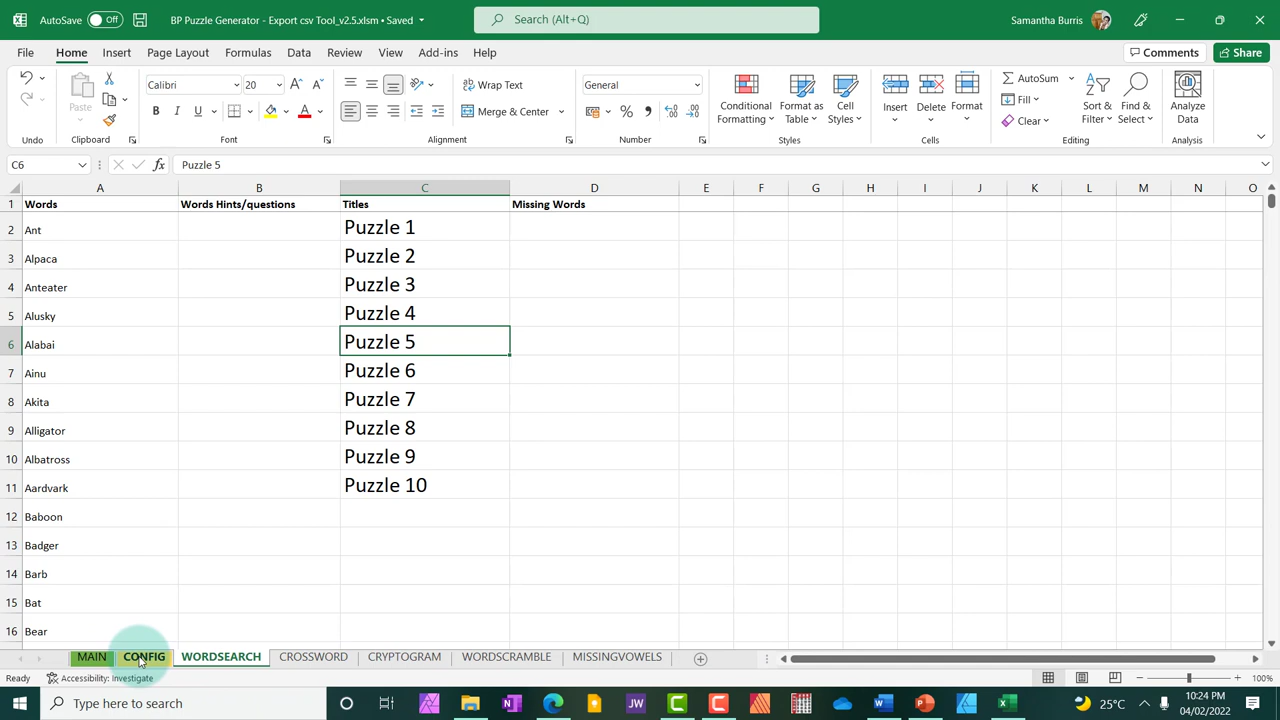 AutoSave Off BP Puzzle Generator - Export csv Tool_v2.5.xlsm • Saved Search (Alt+Q) Samantha Burris
File Home Insert Page Layout Formulas Data Review View Add-ins Help Comments Share
Paste Calibri 20 Wrap Text General Conditional Formatting Format as Table Cell Styles Insert Delete Format AutoSum Sort & Filter Find & Select Analyze Data
B I U Merge & Center % Fill
Clear
Undo Clipboard Font Alignment Number Styles Cells Editing Analysis
C6 fx Puzzle 5
A B C D E F G H I J K L M N O
1 Words Words Hints/questions Titles Missing Words
2 Ant Puzzle 1
3 Alpaca Puzzle 2
4 Anteater Puzzle 3
5 Alusky Puzzle 4
6 Alabai Puzzle 5
7 Ainu Puzzle 6
8 Akita Puzzle 7
9 Alligator Puzzle 8
10 Albatross Puzzle 9
11 Aardvark Puzzle 10
12 Baboon
13 Badger
14 Barb
15 Bat
16 Bear
MAIN CONFIG WORDSEARCH CROSSWORD CRYPTOGRAM WORDSCRAMBLE MISSINGVOWELS
Ready Accessibility: Investigate 100%
Type here to search JW 25°C 10:24 PM
04/02/2022